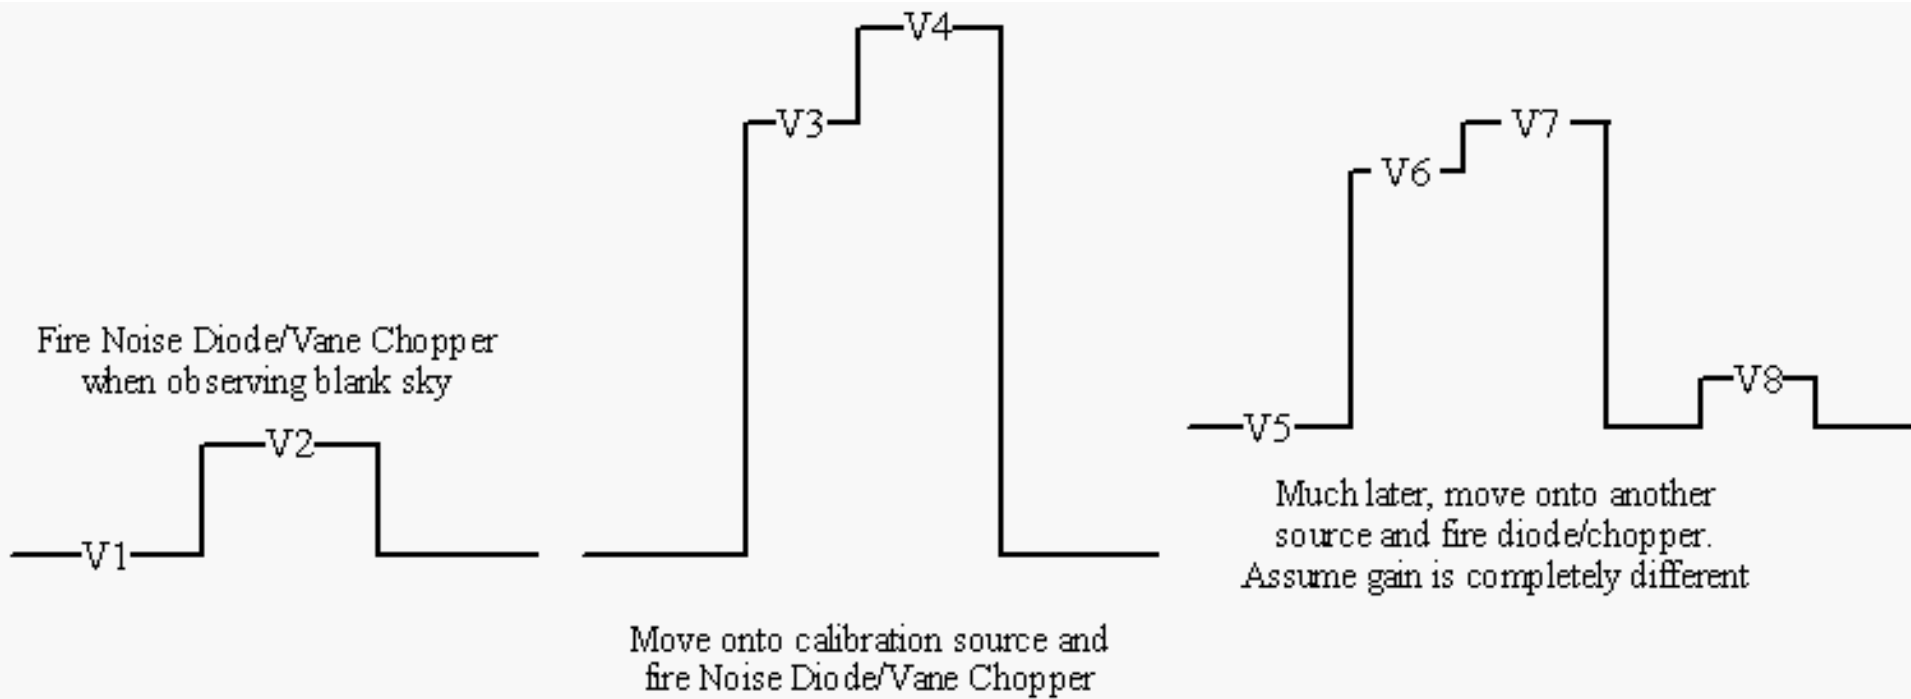 Fire Noise Diode/Vane Chopper
when observing blank sky
V1
V2
V3
V4
Move onto calibration source and
fire Noise Diode/Vane Chopper
V5
V6
V7
V8
Much later, move onto another
source and fire diode/chopper.
Assume gain is completely different